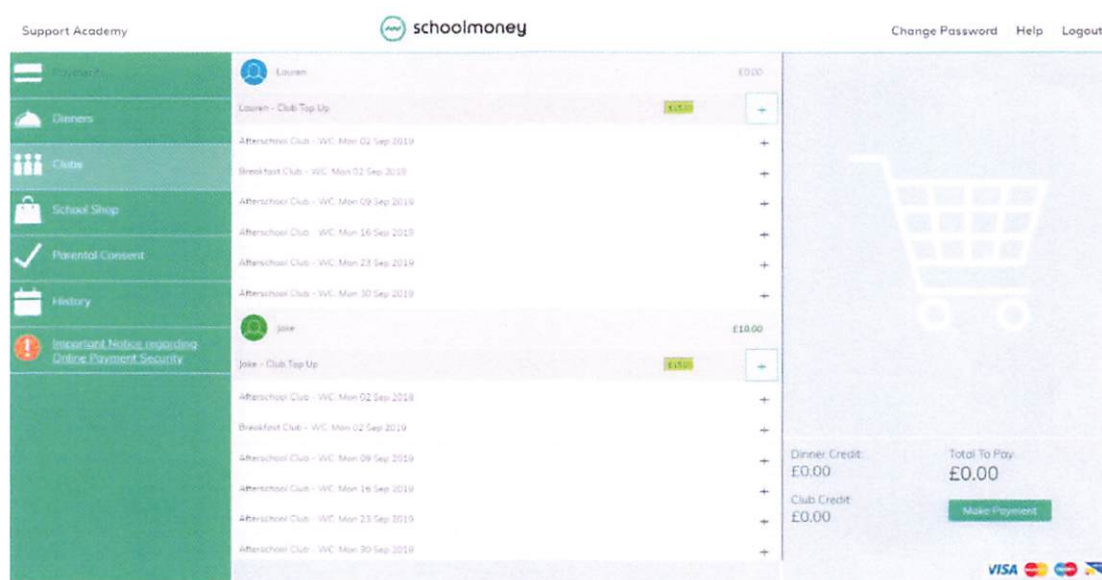 Support Academy
schoolmoney
Change Password Help Logout
Payments
Dinners
Clubs
School Shop
Parental Consent
History
Important Notice regarding
Online Payment Security
Lauren £0.00
Lauren - Club Top Up £15.00 +
Afterschool Club - WC: Mon 02 Sep 2019 +
Breakfast Club - WC: Mon 02 Sep 2019 +
Afterschool Club - WC: Mon 09 Sep 2019 +
Afterschool Club - WC: Mon 16 Sep 2019 +
Afterschool Club - WC: Mon 23 Sep 2019 +
Afterschool Club - WC: Mon 30 Sep 2019 +
Jake £10.00
Jake - Club Top Up £15.00 +
Afterschool Club - WC: Mon 02 Sep 2019 +
Breakfast Club - WC: Mon 02 Sep 2019 +
Afterschool Club - WC: Mon 09 Sep 2019 +
Afterschool Club - WC: Mon 16 Sep 2019 +
Afterschool Club - WC: Mon 23 Sep 2019 +
Afterschool Club - WC: Mon 30 Sep 2019 +
Dinner Credit:
£0.00
Total To Pay:
£0.00
Club Credit:
£0.00
Make Payment
VISA